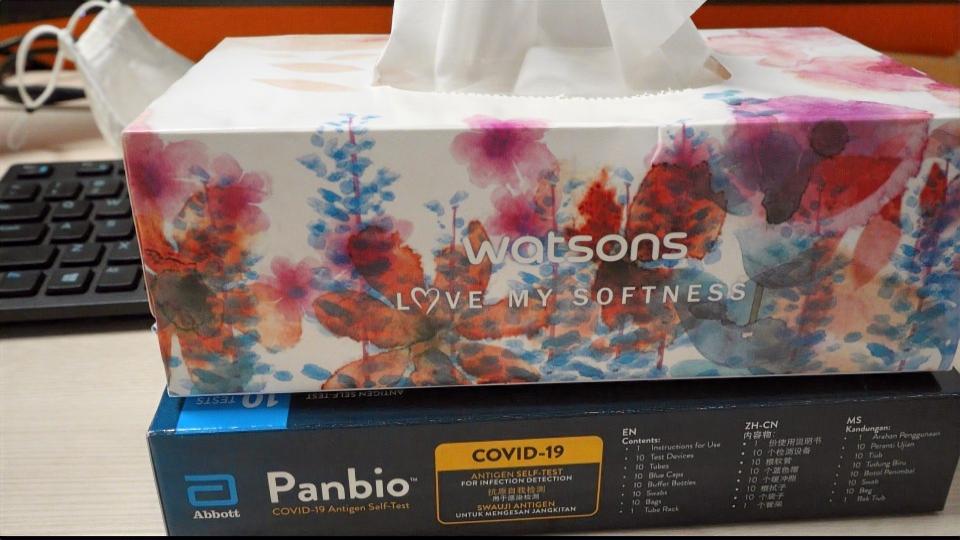 watsons
LOVE MY SOFTNESS
10 TESTS
ANTIGEN SELF-TEST
Abbott
Panbio™
COVID-19 Antigen Self-Test
COVID-19
ANTIGEN SELF-TEST
FOR INFECTION DETECTION
抗原自我检测
用于感染检测
SWAUJI ANTIGEN
UNTUK MENGESAN JANGKITAN
EN
Contents:
• 1 Instructions for Use
• 10 Test Devices
• 10 Tubes
• 10 Blue Caps
• 10 Buffer Bottles
• 10 Swabs
• 10 Bags
• 1 Tube Rack
ZH-CN
内容物:
• 1 份使用说明书
• 10 个检测设备
• 10 根软管
• 10 个蓝色帽
• 10 个缓冲瓶
• 10 根拭子
• 10 个袋子
• 1 个管架
MS
Kandungan:
• 1 Arahan Penggunaan
• 10 Peranti Ujian
• 10 Tiub
• 10 Tudung Biru
• 10 Botol Penimbal
• 10 Swab
• 10 Beg
• 1 Rak Tiub